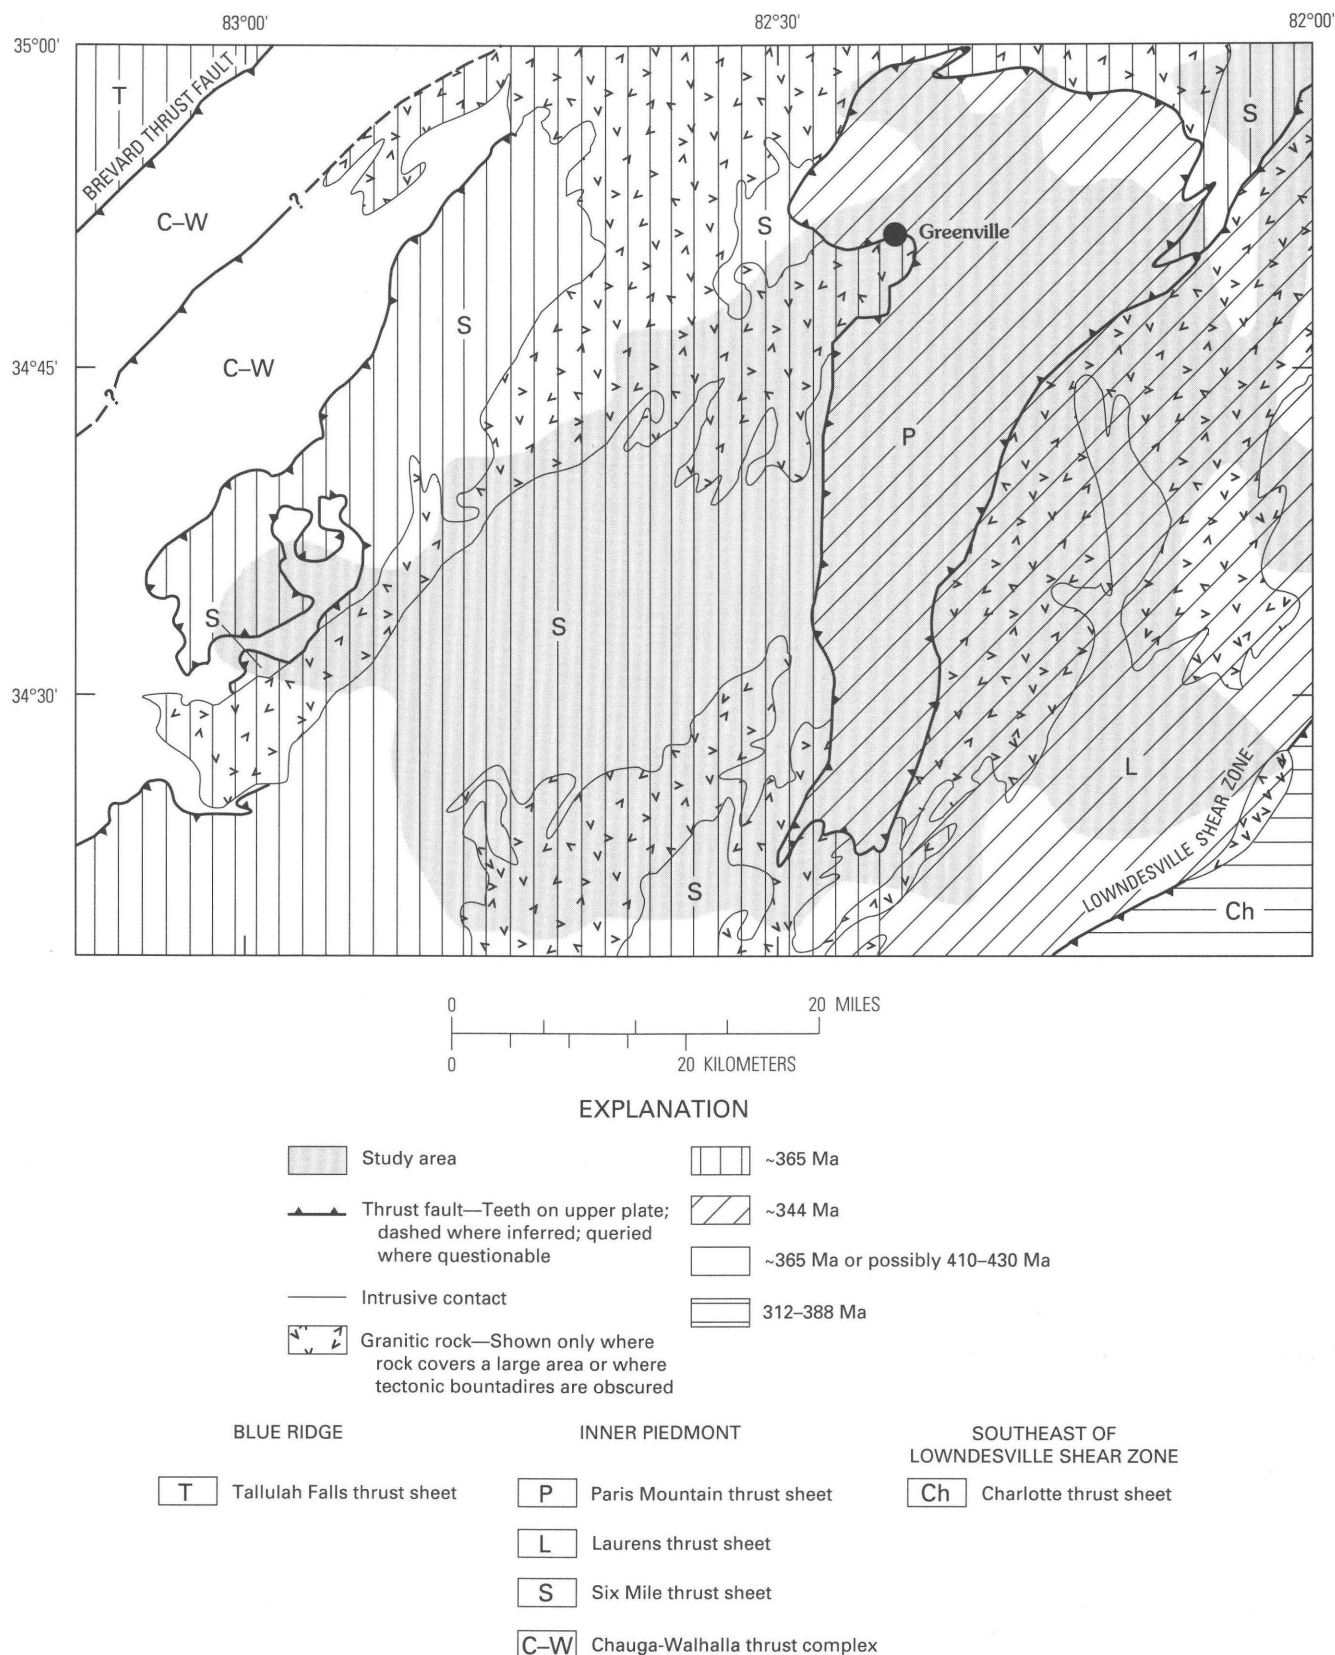 83°00'
82°30'
82°00'
35°00'
T
BREVARD THRUST FAULT
S
C–W
?
S
Greenville
S
34°45'
C–W
?
P
S
S
34°30'
L
LOWNDESVILLE SHEAR ZONE
S
Ch
0
20 MILES
0
20 KILOMETERS
EXPLANATION
Study area
Thrust fault—Teeth on upper plate;
dashed where inferred; queried
where questionable
Intrusive contact
Granitic rock—Shown only where
rock covers a large area or where
tectonic bountadires are obscured
~365 Ma
~344 Ma
~365 Ma or possibly 410–430 Ma
312–388 Ma
BLUE RIDGE
T Tallulah Falls thrust sheet
INNER PIEDMONT
P Paris Mountain thrust sheet
L Laurens thrust sheet
S Six Mile thrust sheet
C–W Chauga-Walhalla thrust complex
SOUTHEAST OF
LOWNDESVILLE SHEAR ZONE
Ch Charlotte thrust sheet